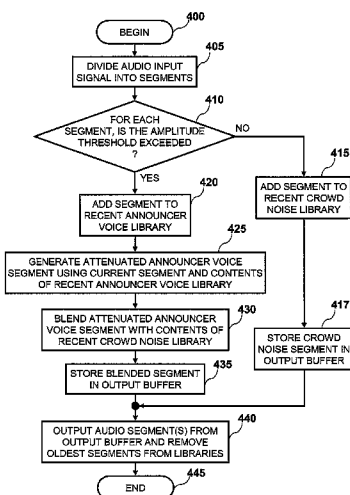 400
BEGIN
405
DIVIDE AUDIO INPUT
SIGNAL INTO SEGMENTS
410
FOR EACH
SEGMENT, IS THE AMPLITUDE
THRESHOLD EXCEEDED
?
NO
YES
415
ADD SEGMENT TO
RECENT CROWD
NOISE LIBRARY
420
ADD SEGMENT TO
RECENT ANNOUNCER
VOICE LIBRARY
425
GENERATE ATTENUATED ANNOUNCER VOICE
SEGMENT USING CURRENT SEGMENT AND CONTENTS
OF RECENT ANNOUNCER VOICE LIBRARY
430
BLEND ATTENUATED ANNOUNCER
VOICE SEGMENT WITH CONTENTS OF
RECENT CROWD NOISE LIBRARY
417
STORE CROWD
NOISE SEGMENT IN
OUTPUT BUFFER
435
STORE BLENDED SEGMENT
IN OUTPUT BUFFER
440
OUTPUT AUDIO SEGMENT(S) FROM
OUTPUT BUFFER AND REMOVE
OLDEST SEGMENTS FROM LIBRARIES
445
END